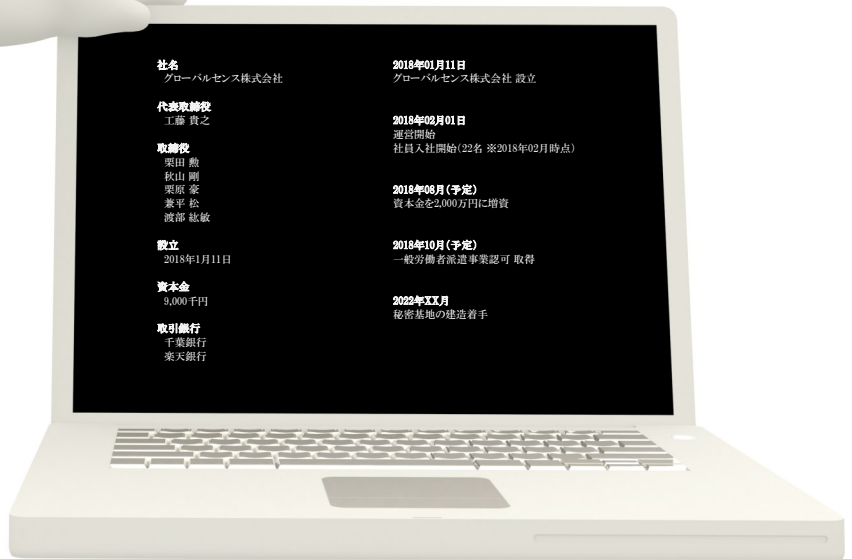 社名
グローバルセンス株式会社
代表取締役
工藤 貴之
取締役
栗田 勲
秋山 剛
栗原 豪
兼平 松
渡部 紘敏
設立
2018年1月11日
資本金
9,000千円
取引銀行
千葉銀行
楽天銀行
2018年01月11日
グローバルセンス株式会社 設立
2018年02月01日
運営開始
社員入社開始(22名 ※2018年02月時点)
2018年08月(予定)
資本金を2,000万円に増資
2018年10月(予定)
一般労働者派遣事業認可 取得
2022年XX月
秘密基地の建造着手